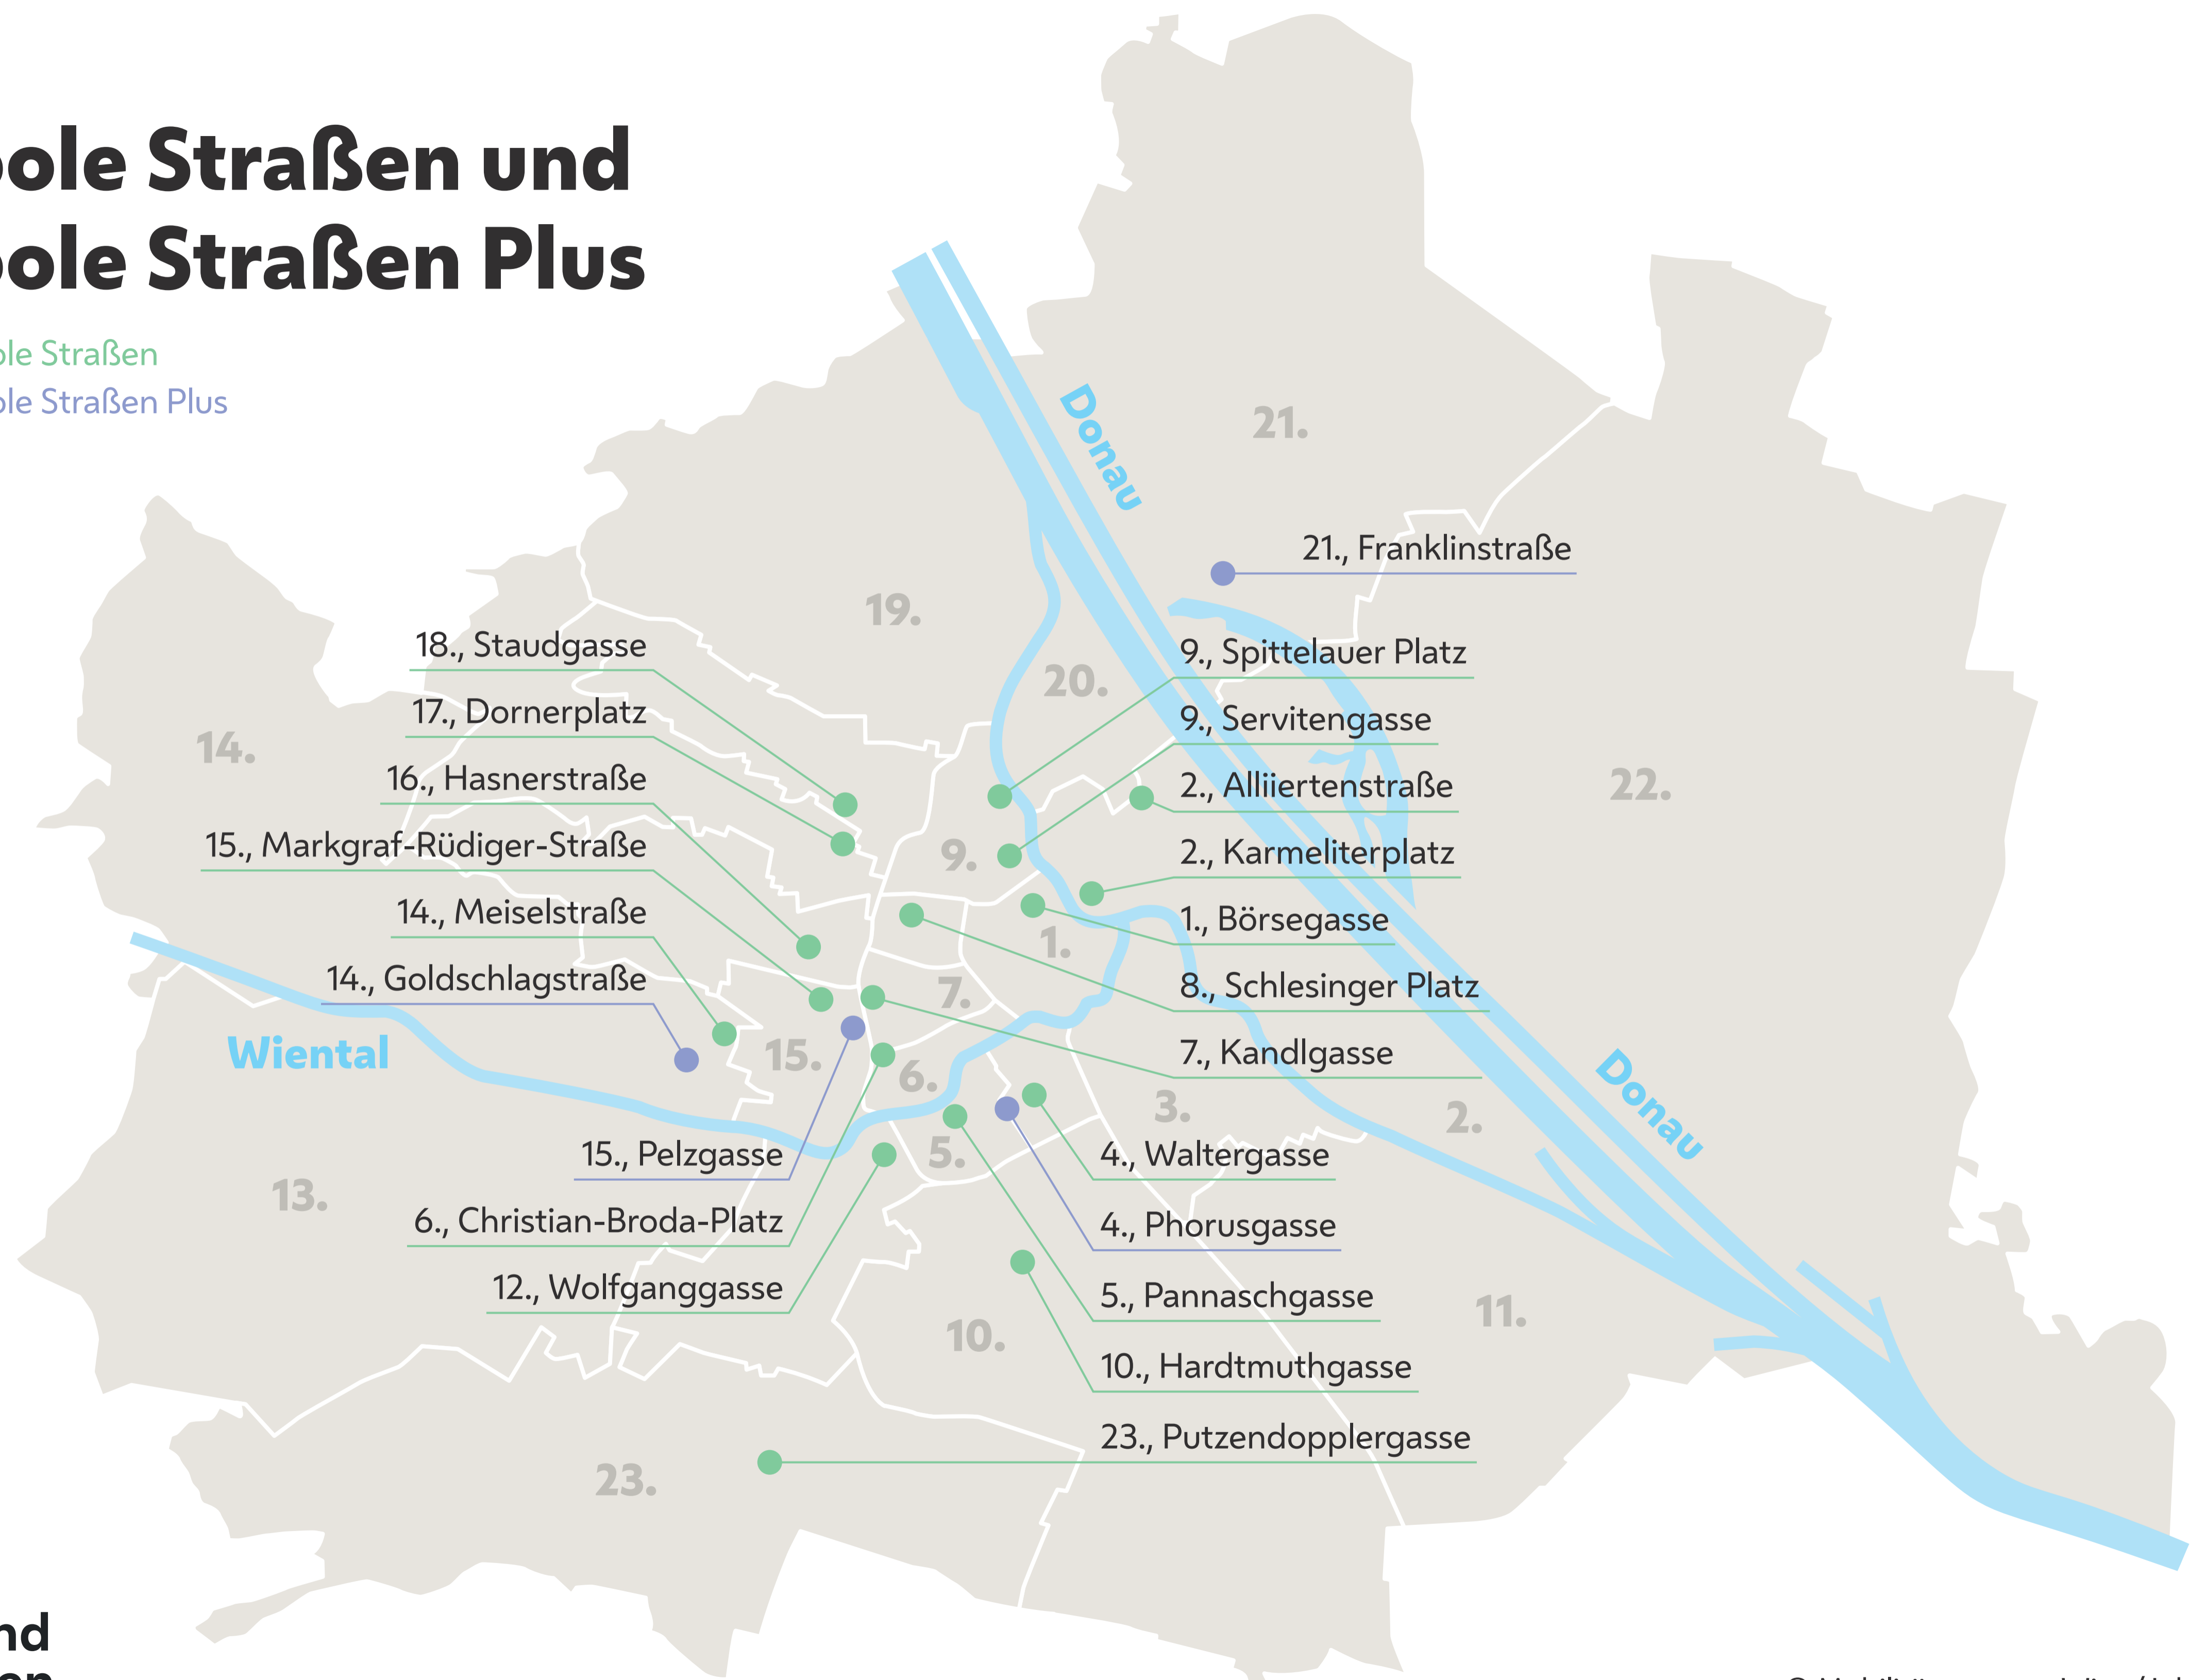 ole Straßen und
ole Straßen Plus
ole Straßen
ole Straßen Plus
Donau
21.
21., Franklinstraße
19.
18., Staudgasse
9., Spittelauer Platz
20.
17., Dornerplatz
9., Servitengasse
14.
16., Hasnerstraße
2., Alliiertenstraße
22.
15., Markgraf-Rüdiger-Straße
9.
2., Karmeliterplatz
14., Meiselstraße
1., Börsegasse
1.
14., Goldschlagstraße
7.
8., Schlesinger Platz
Wiental
15.
7., Kandlgasse
6.
3.
2.
Donau
15., Pelzgasse
5.
4., Waltergasse
13.
6., Christian-Broda-Platz
4., Phorusgasse
12., Wolfganggasse
5., Pannaschgasse
11.
10.
10., Hardtmuthgasse
23., Putzendopplergasse
23.
nd